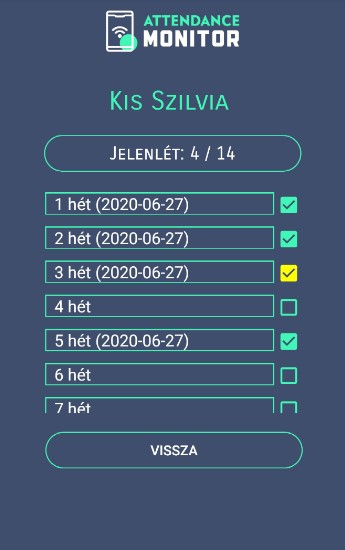 ATTENDANCE
MONITOR
Kis Szilvia
Jelenlét: 4 / 14
1 hét (2020-06-27)
2 hét (2020-06-27)
3 hét (2020-06-27)
4 hét
5 hét (2020-06-27)
6 hét
7 hét
VISSZA